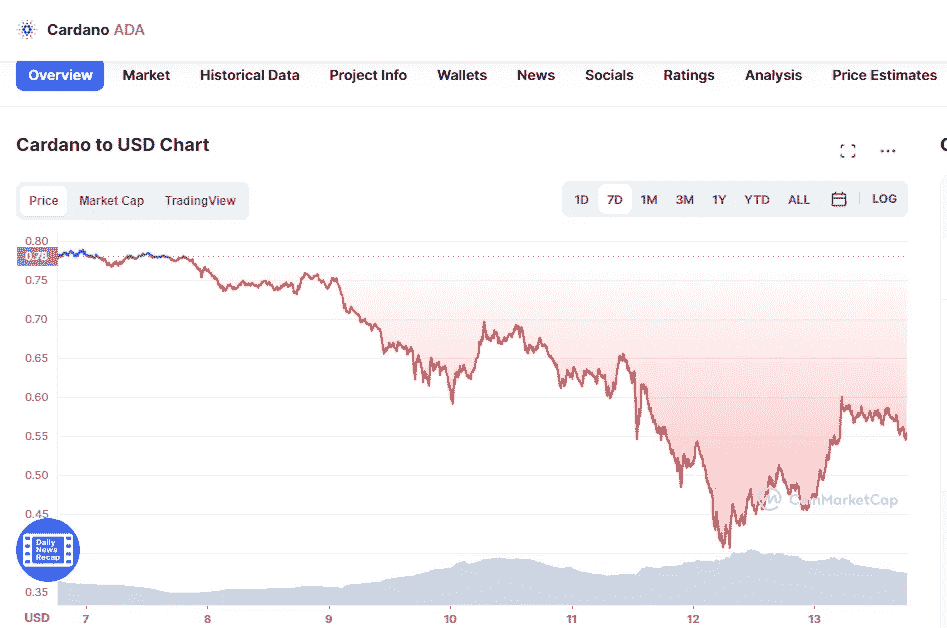 Cardano ADA
Overview Market Historical Data Project Info Wallets News Socials Ratings Analysis Price Estimates
Cardano to USD Chart
Price Market Cap TradingView 1D 7D 1M 3M 1Y YTD ALL LOG
0.80
0.75
0.70
0.65
0.60
0.55
0.50
CoinMarketCap
0.45
Daily
News
Recap
0.35
USD 7 8 9 10 11 12 13